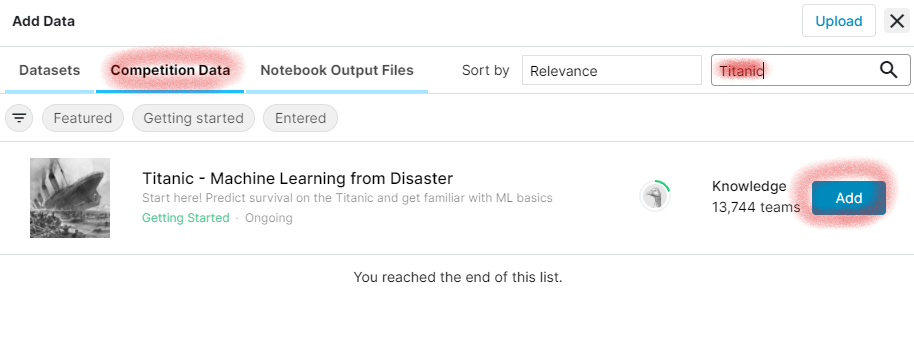 Add Data
Upload
Datasets
Competition Data
Notebook Output Files
Sort by
Relevance
Titanic
Featured
Getting started
Entered
Titanic - Machine Learning from Disaster
Start here! Predict survival on the Titanic and get familiar with ML basics
Getting Started · Ongoing
Knowledge
13,744 teams
Add
You reached the end of this list.